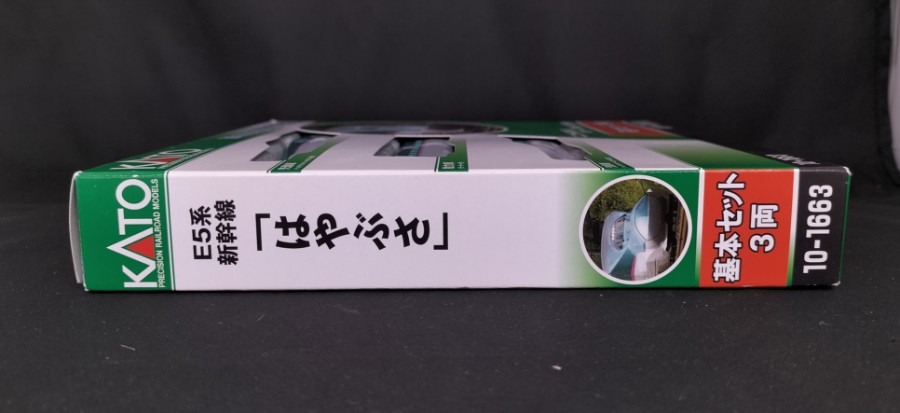 KATO
PRECISION RAILROAD MODELS
E5系
新幹線
「はやぶさ」
基本セット
3両
10-1663
KATO